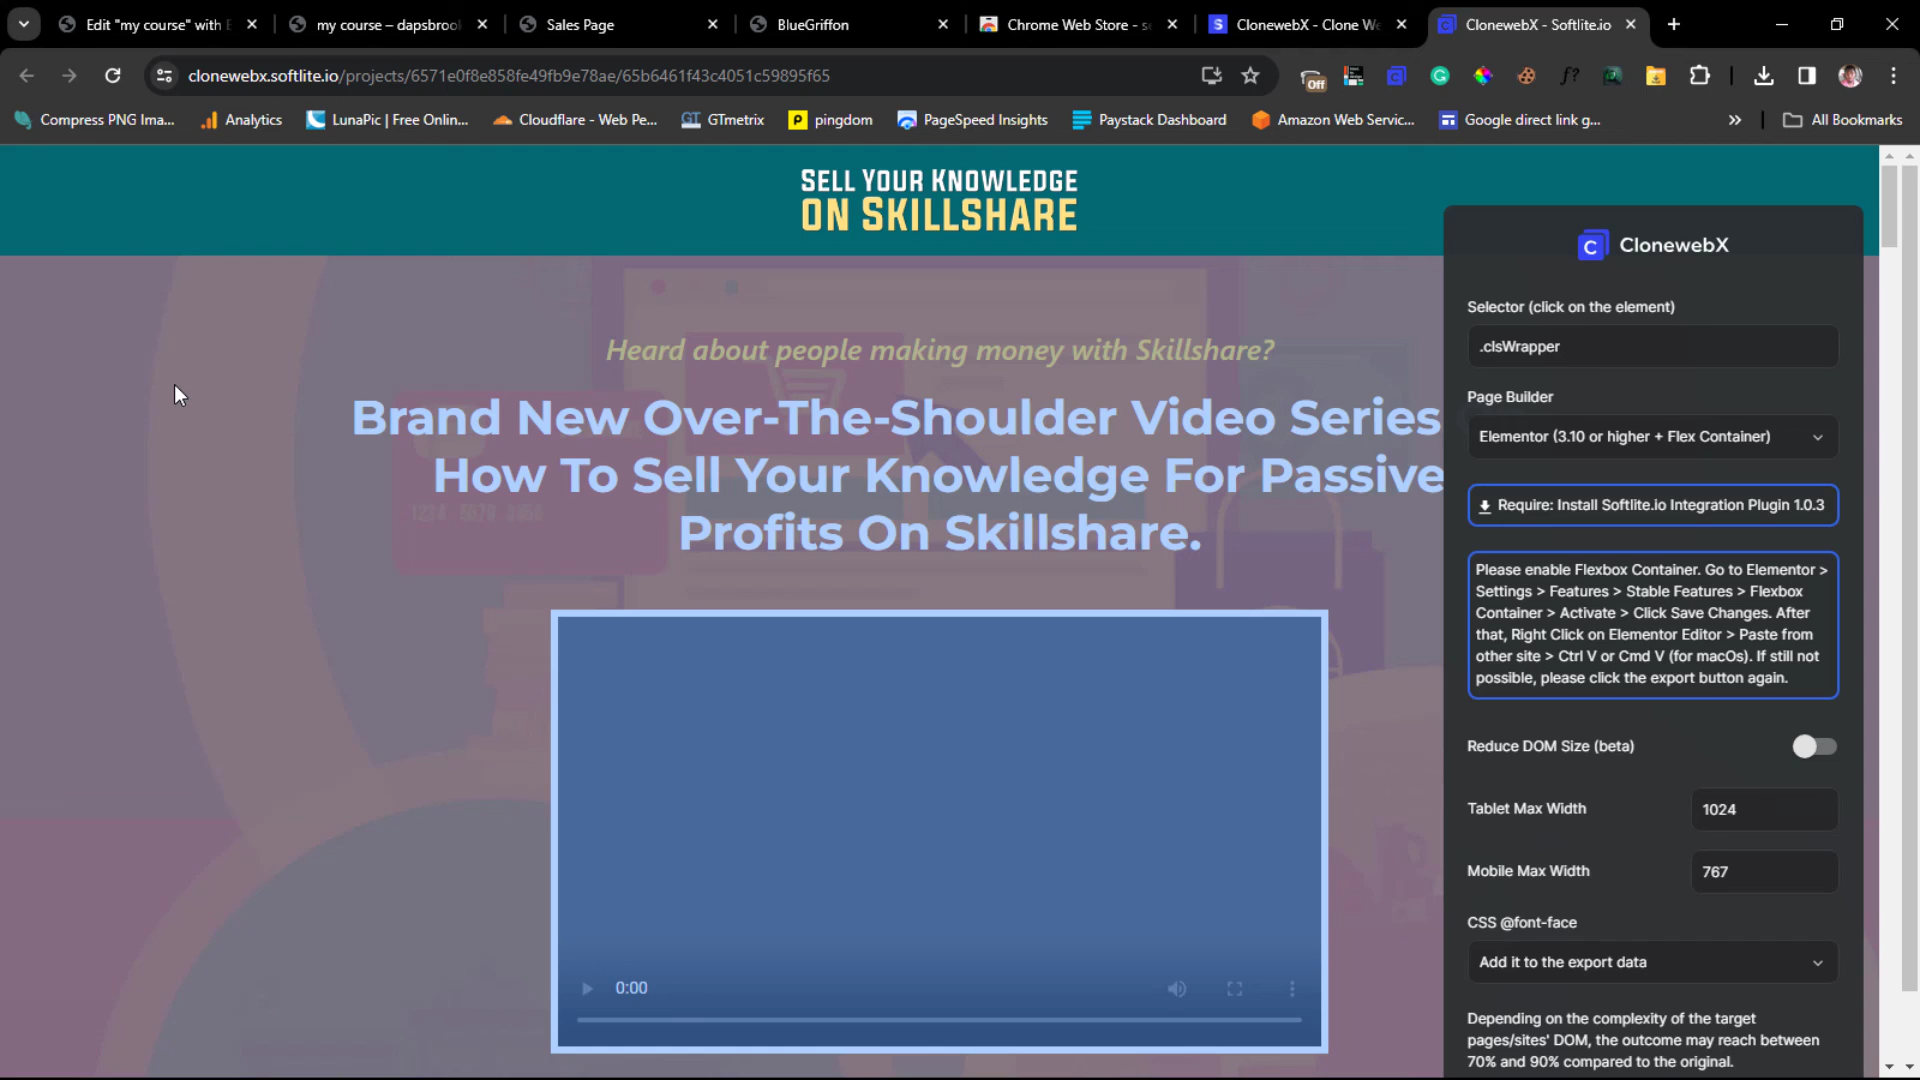 Edit "my course" with E
my course – dapsbrook
Sales Page
BlueGriffon
Chrome Web Store - se
ClonewebX - Clone We
ClonewebX - Softlite.io
clonewebx.softlite.io/projects/6571e0f8e858fe49fb9e78ae/65b6461f43c4051c59895f65
Off
f?
Compress PNG Ima...
Analytics
LunaPic | Free Onlin...
Cloudflare - Web Pe...
GTmetrix
pingdom
PageSpeed Insights
Paystack Dashboard
Amazon Web Servic...
Google direct link g...
All Bookmarks
SELL YOUR KNOWLEDGE
ON SKILLSHARE
Heard about people making money with Skillshare?
Brand New Over-The-Shoulder Video Series
How To Sell Your Knowledge For Passive
Profits On Skillshare.
0:00
ClonewebX
Selector (click on the element)
.clsWrapper
Page Builder
Elementor (3.10 or higher + Flex Container)
Require: Install Softlite.io Integration Plugin 1.0.3
Please enable Flexbox Container. Go to Elementor >
Settings > Features > Stable Features > Flexbox
Container > Activate > Click Save Changes. After
that, Right Click on Elementor Editor > Paste from
other site > Ctrl V or Cmd V (for macOs). If still not
possible, please click the export button again.
Reduce DOM Size (beta)
Tablet Max Width
1024
Mobile Max Width
767
CSS @font-face
Add it to the export data
Depending on the complexity of the target
pages/sites' DOM, the outcome may reach between
70% and 90% compared to the original.